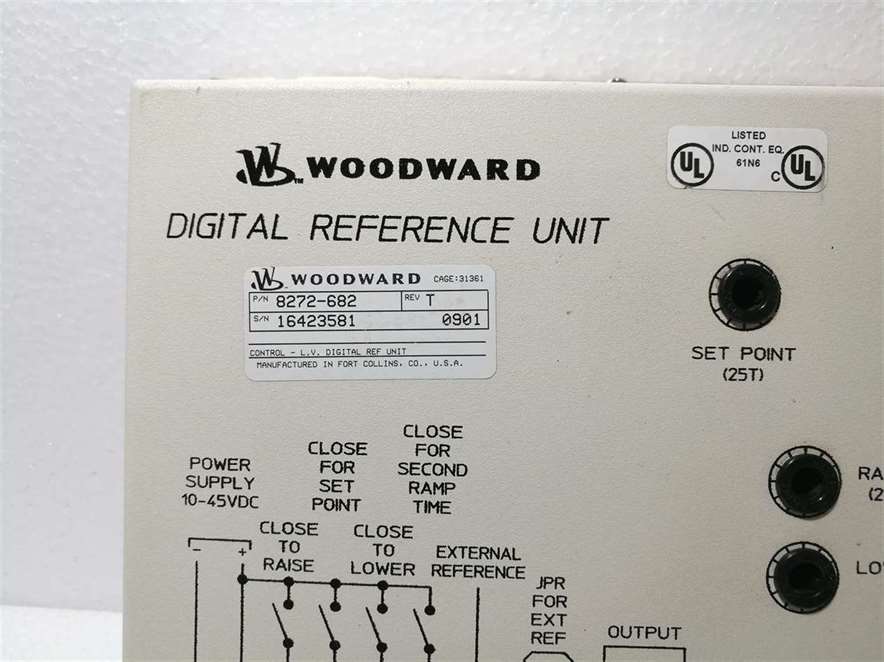 WOODWARD
LISTED
IND. CONT. EQ.
61N6
UL
C UL
DIGITAL REFERENCE UNIT
WOODWARD CAGE:31361
P/N 8272-682 REV T
S/N 16423581 0901
CONTROL - L.V. DIGITAL REF UNIT
MANUFACTURED IN FORT COLLINS, CO., U.S.A.
SET POINT
(25T)
POWER
SUPPLY
10-45VDC
CLOSE
FOR
SET
POINT
CLOSE
FOR
SECOND
RAMP
TIME
CLOSE
TO
RAISE
CLOSE
TO
LOWER
EXTERNAL
REFERENCE
- +
JPR
FOR
EXT
REF
OUTPUT